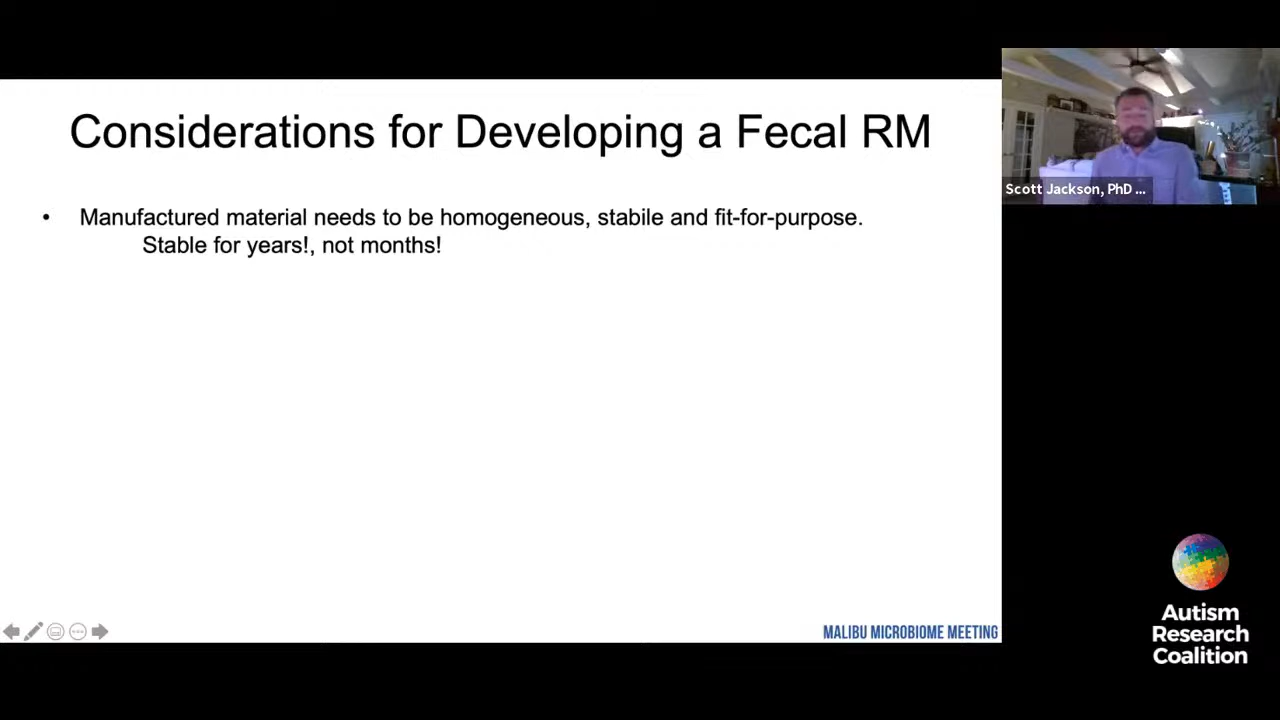 Considerations for Developing a Fecal RM
• Manufactured material needs to be homogeneous, stabile and fit-for-purpose.
Stable for years!, not months!
MALIBU MICROBIOME MEETING
Scott Jackson, PhD ...
Autism
Research
Coalition